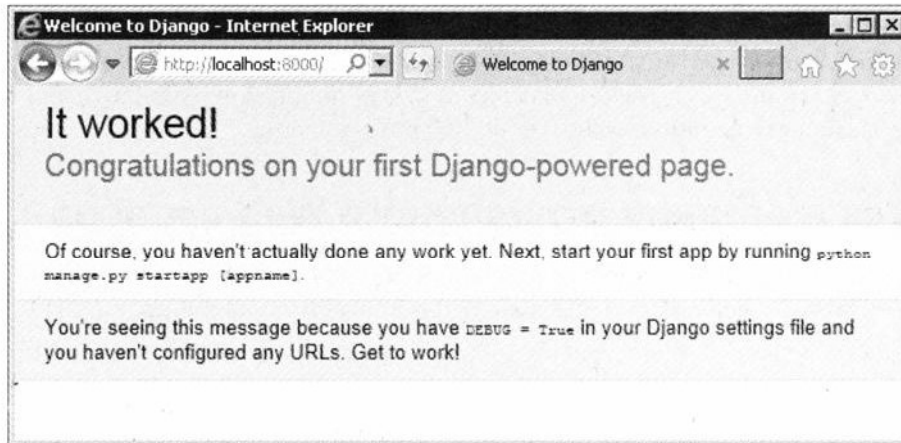 Welcome to Django - Internet Explorer
http://localhost:8000/
Welcome to Django
It worked!
Congratulations on your first Django-powered page.
Of course, you haven't actually done any work yet. Next, start your first app by running python
manage.py startapp [appname].
You're seeing this message because you have DEBUG = True in your Django settings file and
you haven't configured any URLs. Get to work!